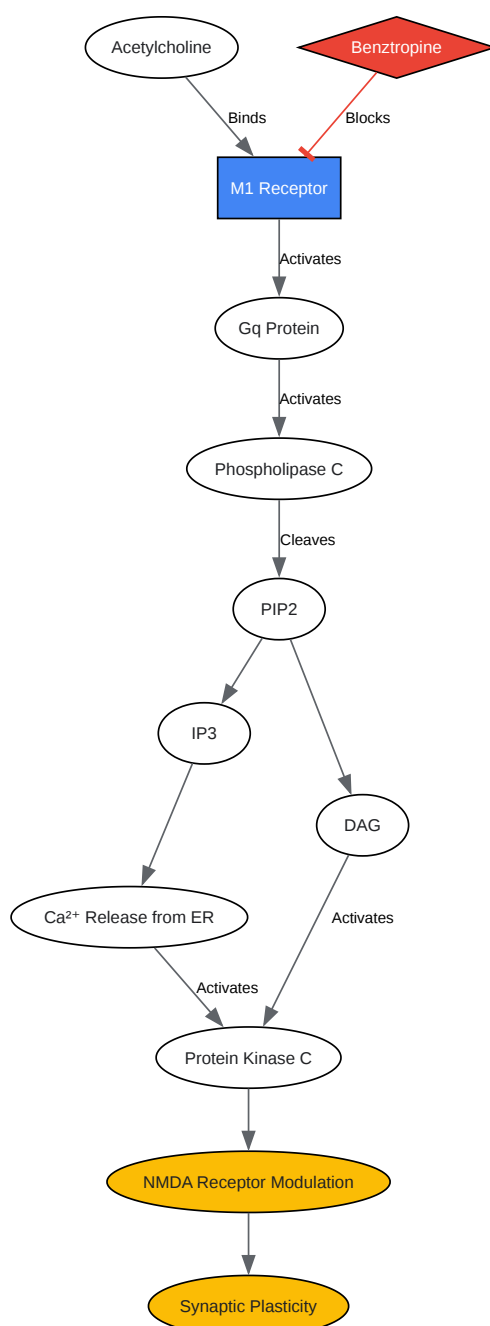 Acetylcholine
Benztropine
Binds
Blocks
M1 Receptor
Activates
Gq Protein
Activates
Phospholipase C
Cleaves
PIP2
IP3
DAG
Ca²⁺ Release from ER
Activates
Activates
Protein Kinase C
NMDA Receptor Modulation
Synaptic Plasticity